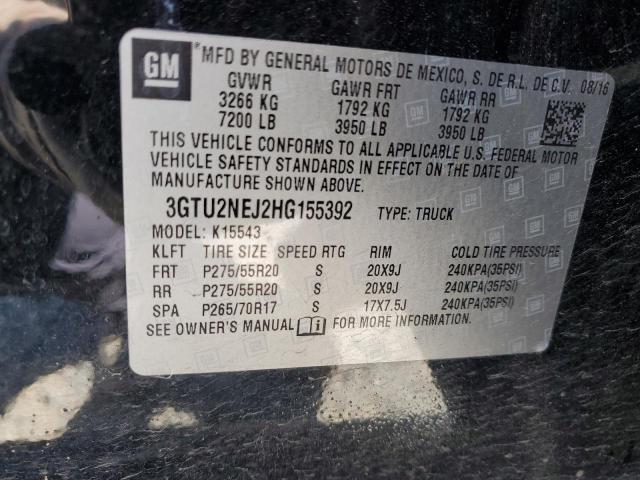 GM
*MFD BY GENERAL MOTORS DE MEXICO, S. DE R.L. DE C.V. 08/16
GVWR GAWR FRT GAWR RR
3266 KG 1792 KG 1792 KG
7200 LB 3950 LB 3950 LB
THIS VEHICLE CONFORMS TO ALL APPLICABLE U.S. FEDERAL MOTOR
VEHICLE SAFETY STANDARDS IN EFFECT ON THE DATE OF
MANUFACTURE SHOWN ABOVE.
3GTU2NEJ2HG155392 TYPE: TRUCK
MODEL: K15543
KLFT TIRE SIZE SPEED RTG RIM COLD TIRE PRESSURE
FRT P275/55R20 S 20X9J 240KPA(35PSI)
RR P275/55R20 S 20X9J 240KPA(35PSI)
SPA P265/70R17 S 17X7.5J 240KPA(35PSI)
SEE OWNER'S MANUAL i FOR MORE INFORMATION.